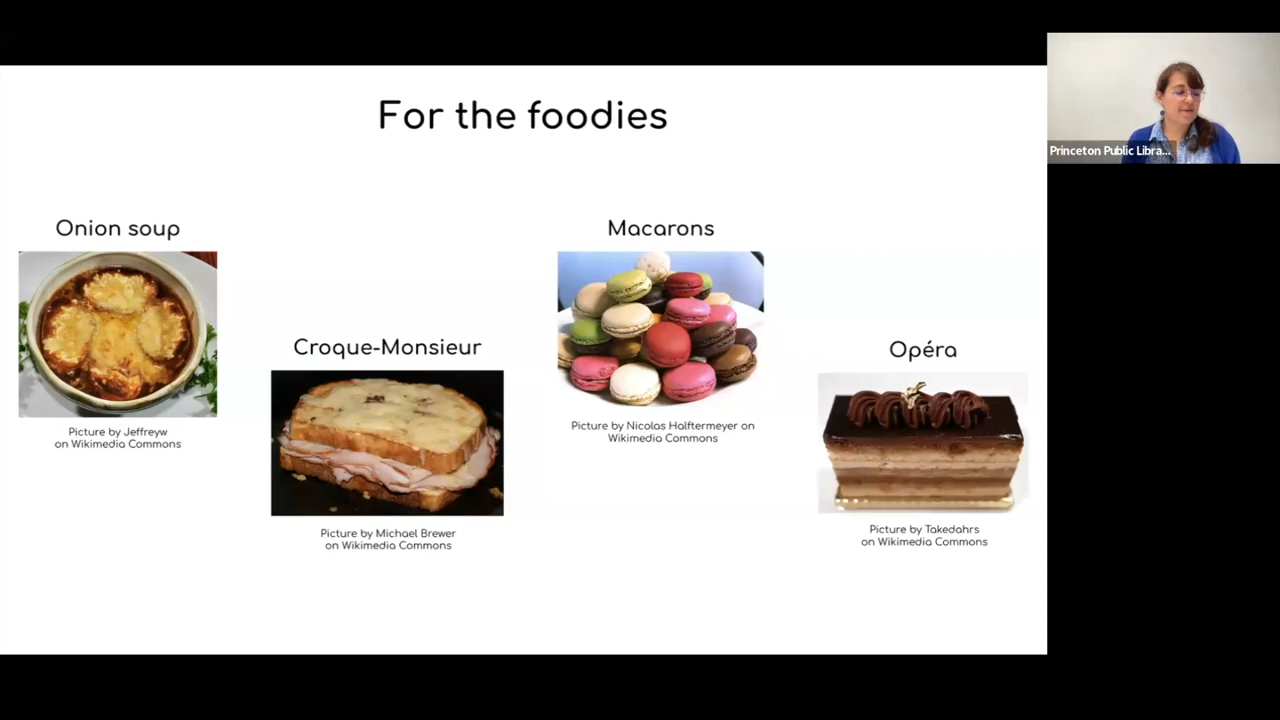 For the foodies
Onion soup
Picture by Jeffreyw
on Wikimedia Commons
Croque-Monsieur
Picture by Michael Brewer
on Wikimedia Commons
Macarons
Picture by Nicolas Halftermeyer on
Wikimedia Commons
Opéra
Picture by Takedahrs
on Wikimedia Commons
Princeton Public Libra...